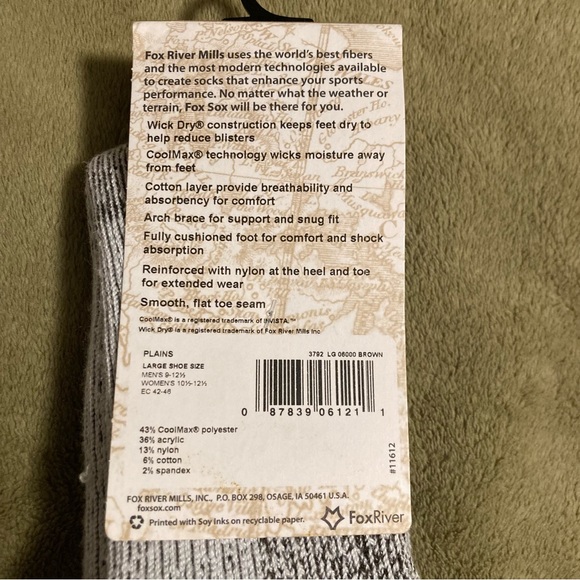 Fox River Mills uses the world's best fibers
and the most modern technologies available
to create socks that enhance your sports
performance. No matter what the weather or
terrain, Fox Sox will be there for you.
Wick Dry® construction keeps feet dry to
help reduce blisters
CoolMax® technology wicks moisture away
from feet
Cotton layer provide breathability and
absorbency for comfort
Arch brace for support and snug fit
Fully cushioned foot for comfort and shock
absorption
Reinforced with nylon at the heel and toe
for extended wear
Smooth, flat toe seam
CoolMax® is a registered trademark of INVISTA.™
Wick Dry® is a registered trademark of Fox River Mills Inc
PLAINS
LARGE SHOE SIZE
MEN'S 9-12½
WOMEN'S 10½-12½
EC 42-46
3792 LG 06000 BROWN
0 87839 06121 1
43% CoolMax® polyester
36% acrylic
13% nylon
6% cotton
2% spandex
#11612
FOX RIVER MILLS, INC., P.O. BOX 298, OSAGE, IA 50461 U.S.A.
foxsox.com
Printed with Soy Inks on recyclable paper.
FoxRiver